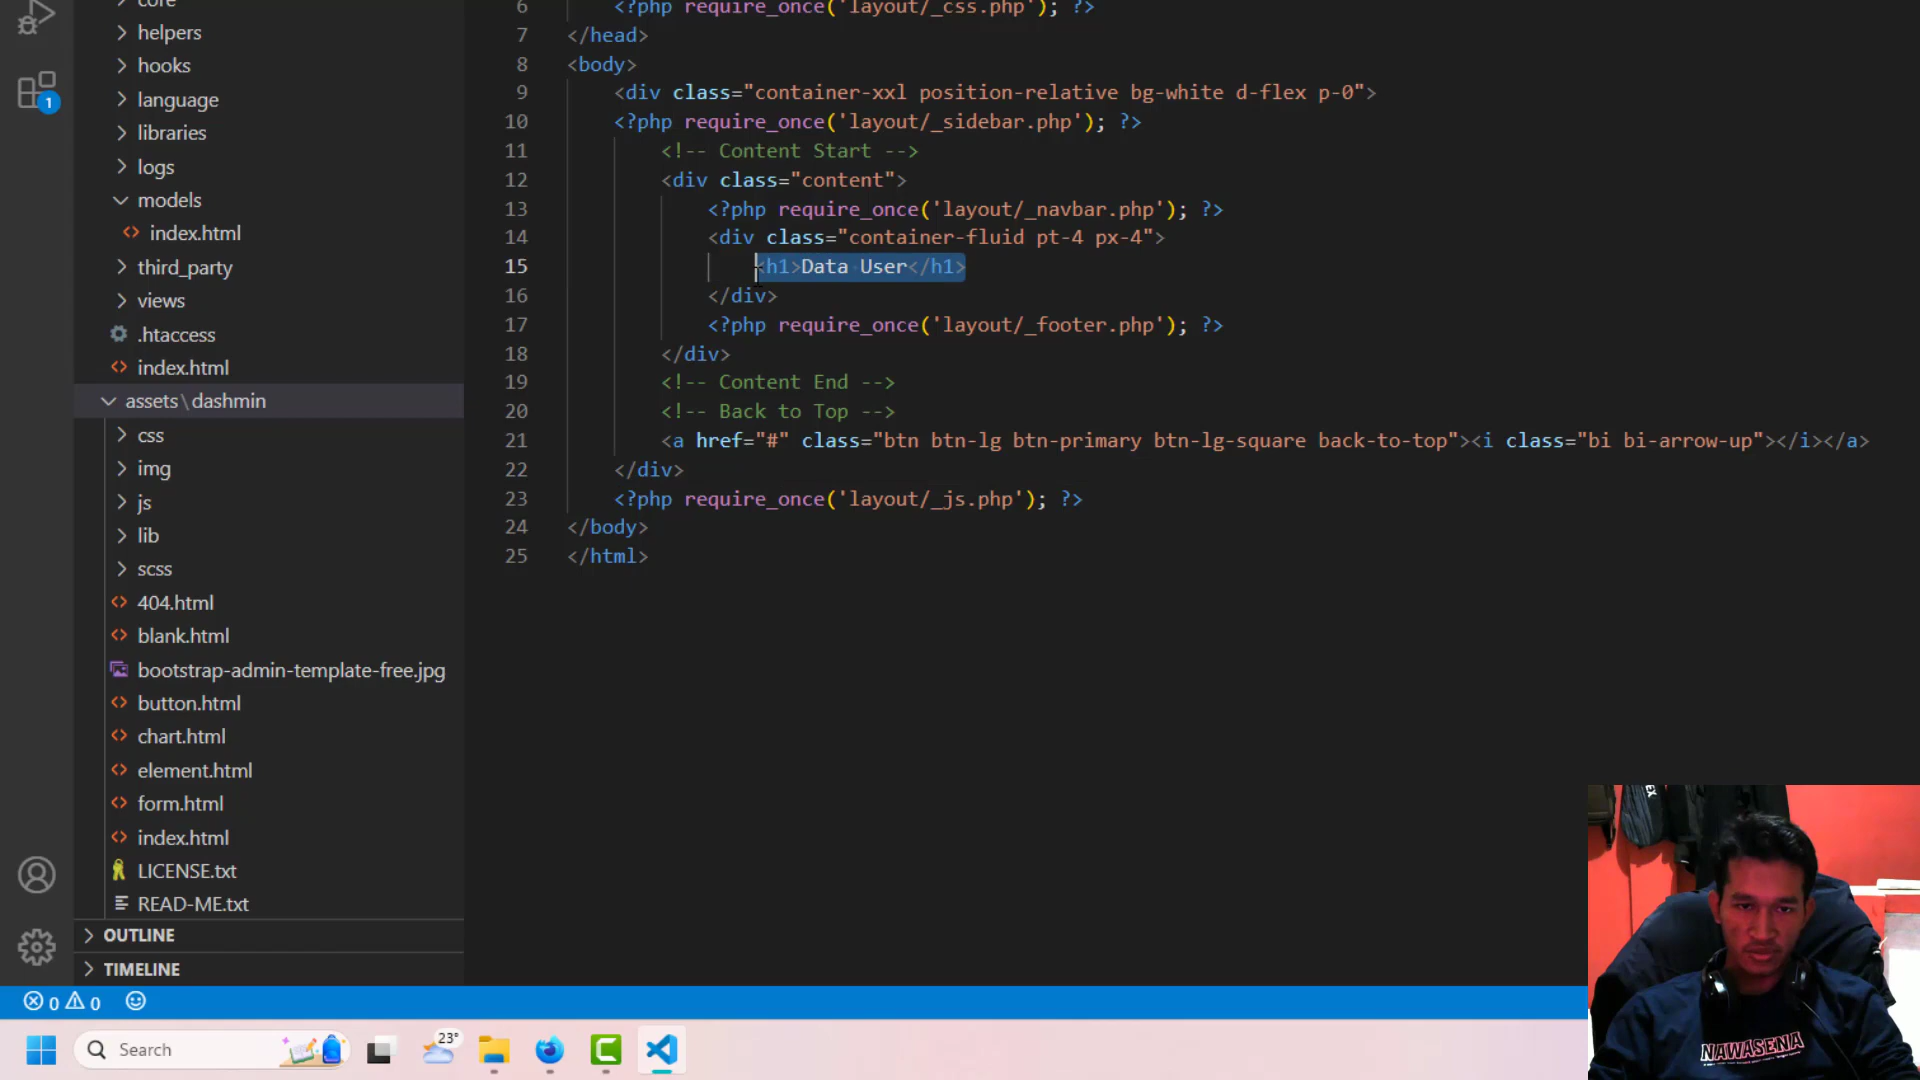 core
helpers
hooks
language
libraries
logs
models
index.html
third_party
views
.htaccess
index.html
assets\dashmin
css
img
js
lib
scss
404.html
blank.html
bootstrap-admin-template-free.jpg
button.html
chart.html
element.html
form.html
index.html
LICENSE.txt
READ-ME.txt
OUTLINE
TIMELINE
1
6 <?php require_once('layout/_css.php'); ?>
7 </head>
8 <body>
9 <div class="container-xxl position-relative bg-white d-flex p-0">
10 <?php require_once('layout/_sidebar.php'); ?>
11 <!-- Content Start -->
12 <div class="content">
13 <?php require_once('layout/_navbar.php'); ?>
14 <div class="container-fluid pt-4 px-4">
15 <h1>Data User</h1>
16 </div>
17 <?php require_once('layout/_footer.php'); ?>
18 </div>
19 <!-- Content End -->
20 <!-- Back to Top -->
21 <a href="#" class="btn btn-lg btn-primary btn-lg-square back-to-top"><i class="bi bi-arrow-up"></i></a>
22 </div>
23 <?php require_once('layout/_js.php'); ?>
24 </body>
25 </html>
0 0
Search
23°
NAWASENA